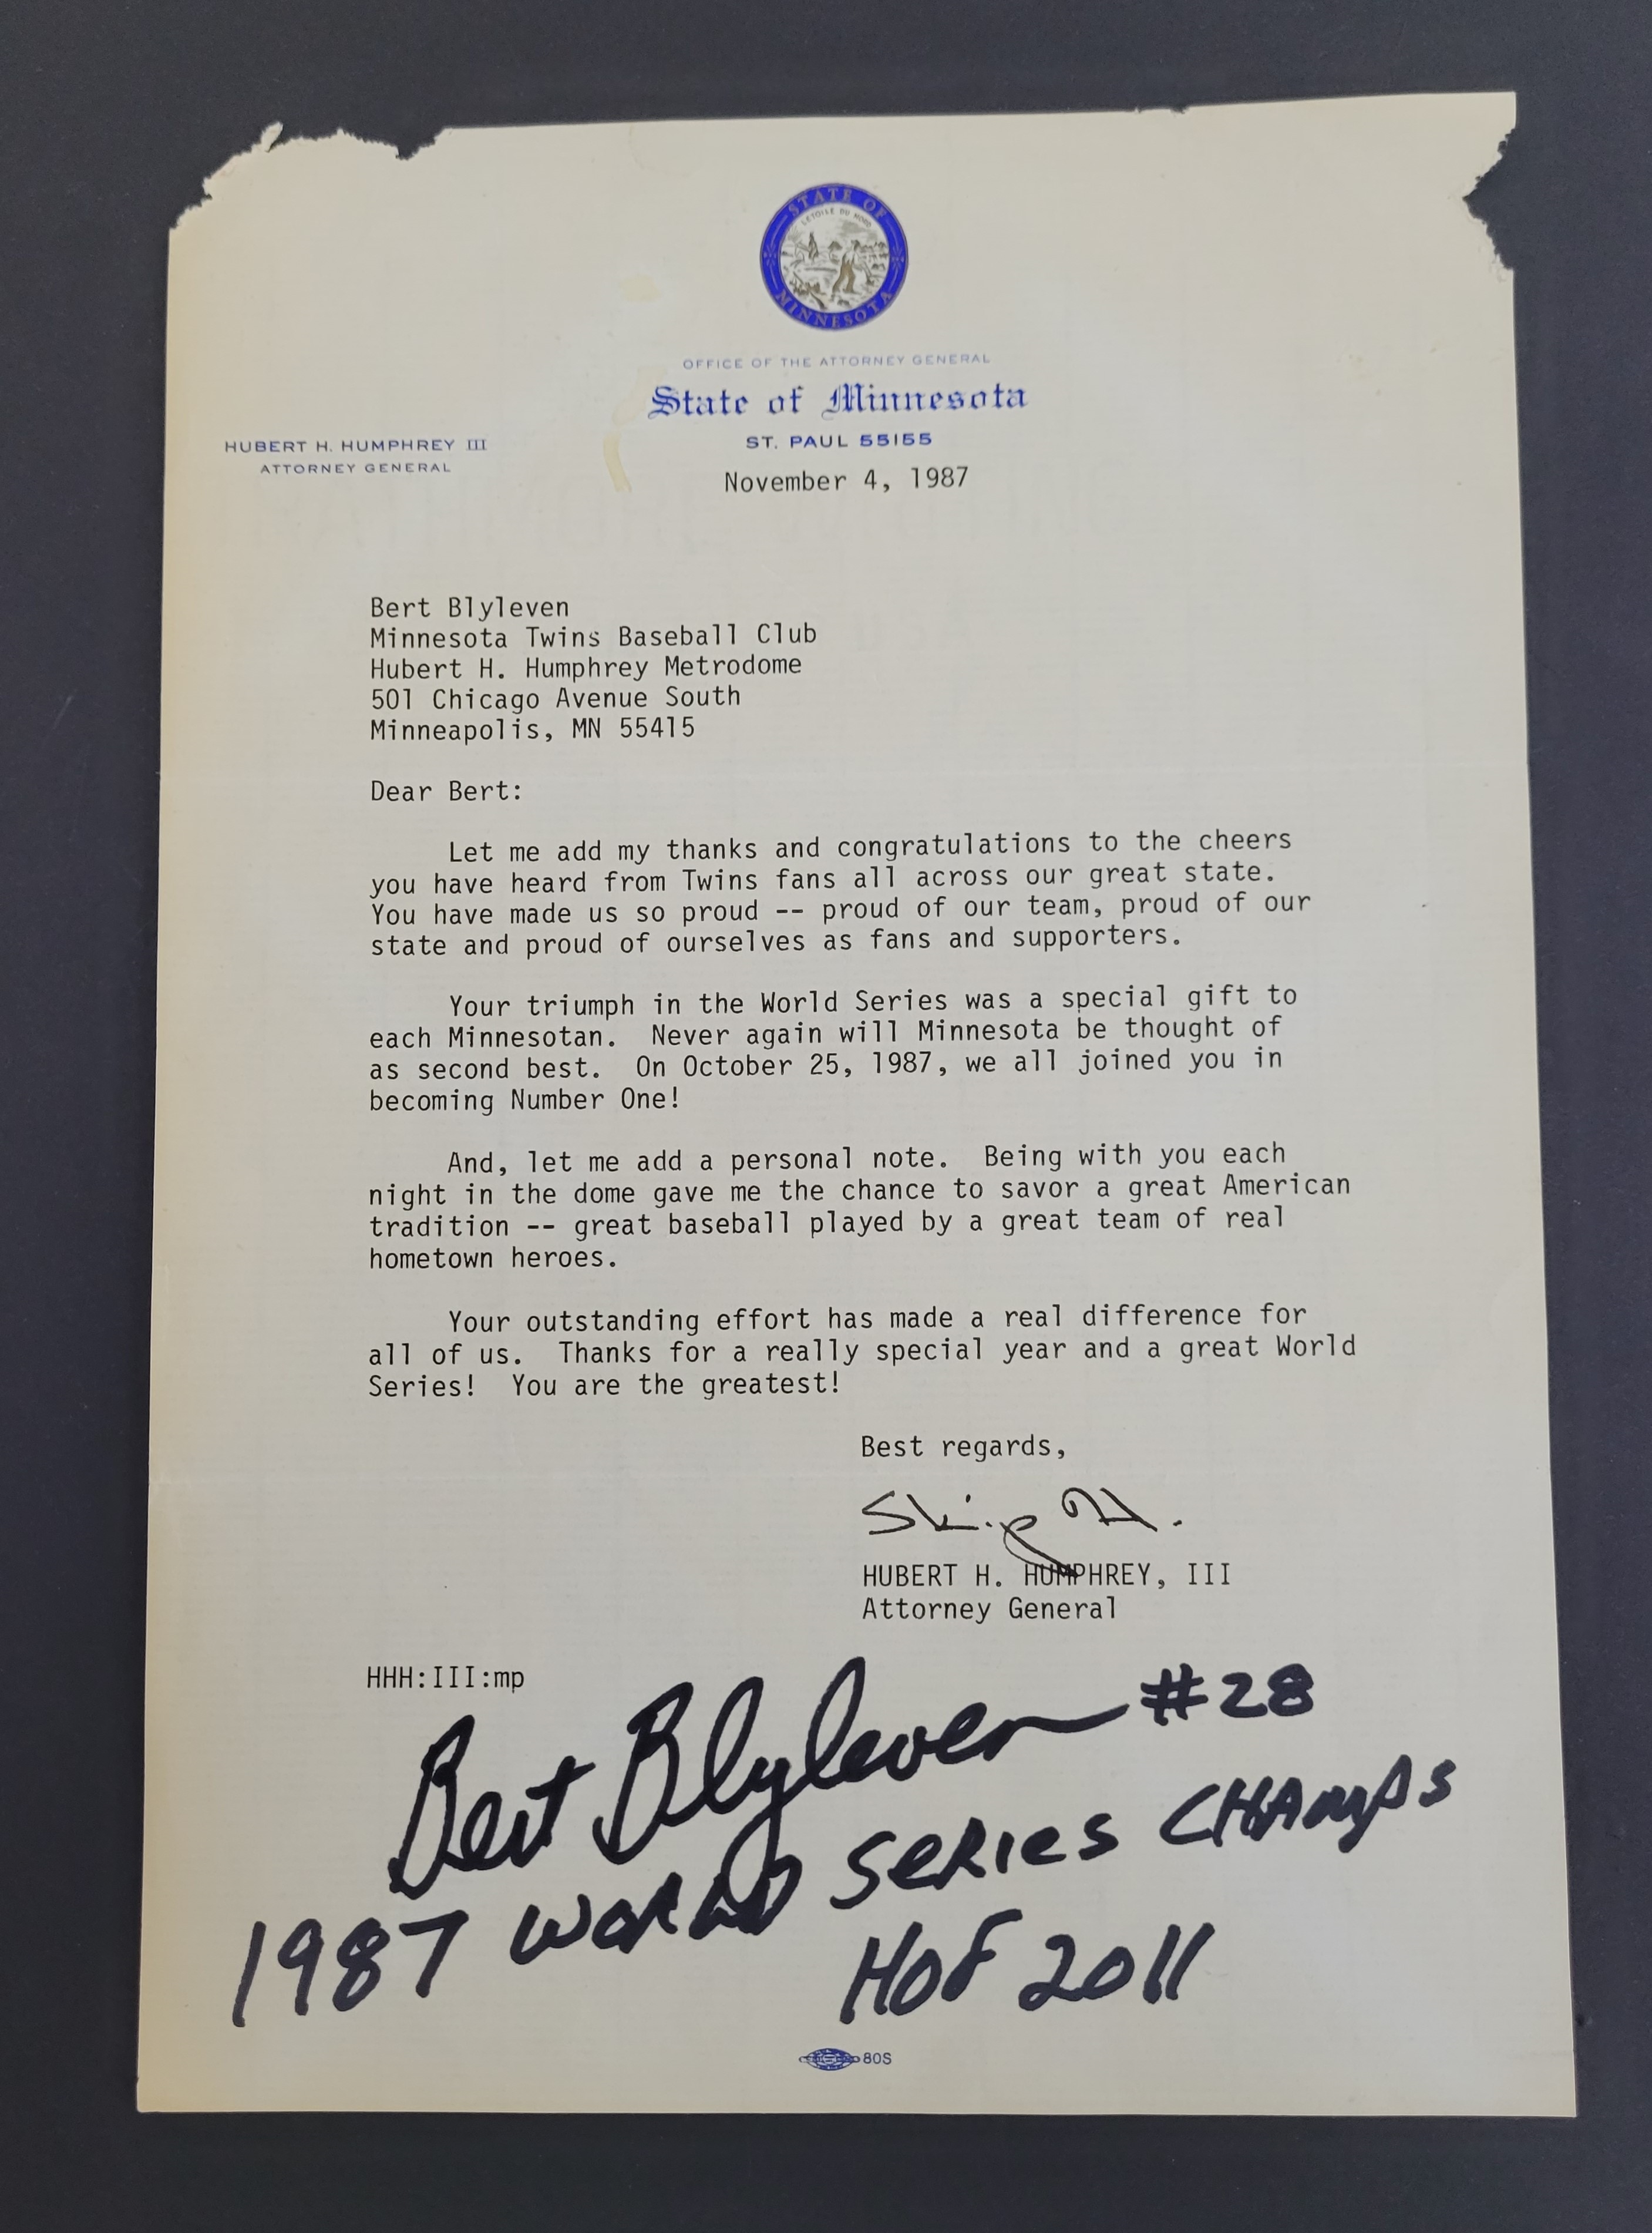 STATE OF
L'ETOILE DU NORD
MINNESOTA
OFFICE OF THE ATTORNEY GENERAL
State of Minnesota
ST. PAUL 55155
HUBERT H. HUMPHREY III
ATTORNEY GENERAL
November 4, 1987
Bert Blyleven
Minnesota Twins Baseball Club
Hubert H. Humphrey Metrodome
501 Chicago Avenue South
Minneapolis, MN 55415
Dear Bert:
Let me add my thanks and congratulations to the cheers
you have heard from Twins fans all across our great state.
You have made us so proud -- proud of our team, proud of our
state and proud of ourselves as fans and supporters.
Your triumph in the World Series was a special gift to
each Minnesotan.  Never again will Minnesota be thought of
as second best.  On October 25, 1987, we all joined you in
becoming Number One!
And, let me add a personal note.  Being with you each
night in the dome gave me the chance to savor a great American
tradition -- great baseball played by a great team of real
hometown heroes.
Your outstanding effort has made a real difference for
all of us.  Thanks for a really special year and a great World
Series!  You are the greatest!
Best regards,
Skip H.
HUBERT H. HUMPHREY, III
Attorney General
HHH:III:mp
Bert Blyleven #28
1987 WORLD SERIES CHAMPS
HOF 2011
80S